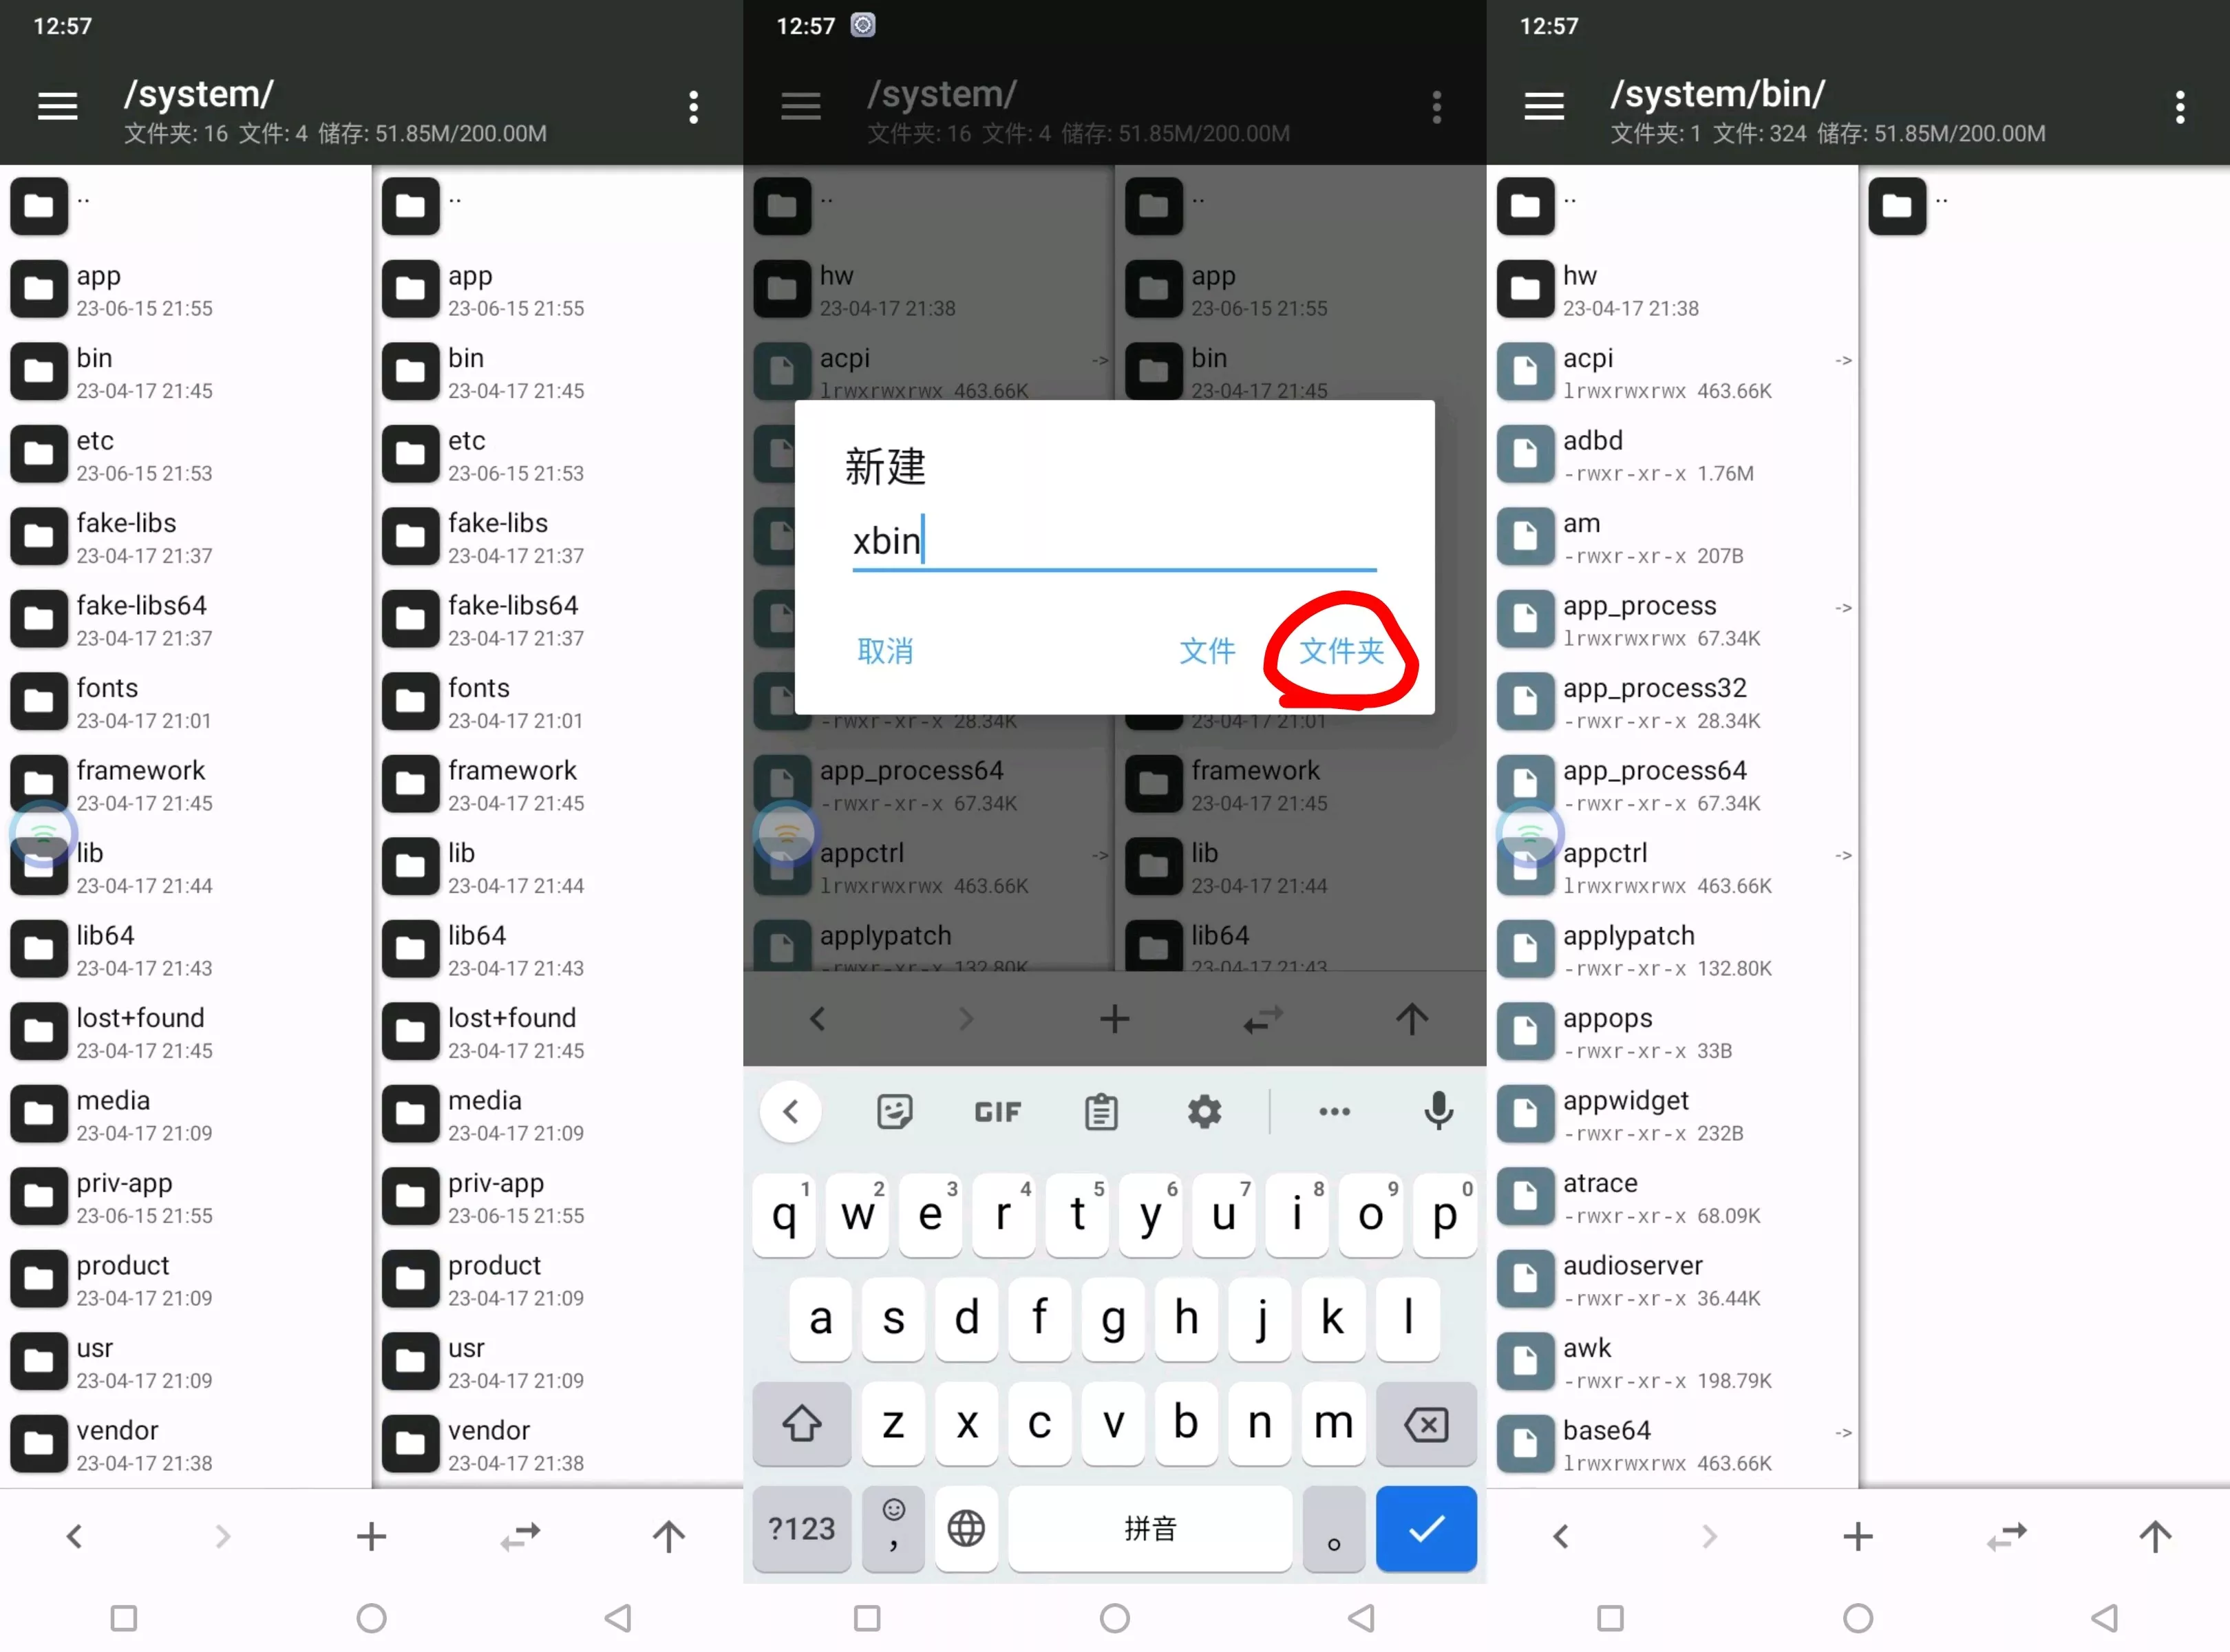 12:57
/system/
文件夹: 16 文件: 4 储存: 51.85M/200.00M
..
app
23-06-15 21:55
bin
23-04-17 21:45
etc
23-06-15 21:53
fake-libs
23-04-17 21:37
fake-libs64
23-04-17 21:37
fonts
23-04-17 21:01
framework
23-04-17 21:45
lib
23-04-17 21:44
lib64
23-04-17 21:43
lost+found
23-04-17 21:45
media
23-04-17 21:09
priv-app
23-06-15 21:55
product
23-04-17 21:09
usr
23-04-17 21:09
vendor
23-04-17 21:38
..
app
23-06-15 21:55
bin
23-04-17 21:45
etc
23-06-15 21:53
fake-libs
23-04-17 21:37
fake-libs64
23-04-17 21:37
fonts
23-04-17 21:01
framework
23-04-17 21:45
lib
23-04-17 21:44
lib64
23-04-17 21:43
lost+found
23-04-17 21:45
media
23-04-17 21:09
priv-app
23-06-15 21:55
product
23-04-17 21:09
usr
23-04-17 21:09
vendor
23-04-17 21:38
12:57
/system/
文件夹: 16 文件: 4 储存: 51.85M/200.00M
..
hw
23-04-17 21:38
acpi ->
lrwxrwxrwx 463.66K
..
app
23-06-15 21:55
bin
23-04-17 21:45
新建
xbin
取消 文件 文件夹
-rwxr-xr-x 28.34K
app_process64
-rwxr-xr-x 67.34K
appctrl ->
lrwxrwxrwx 463.66K
applypatch
-rwxr-xr-x 132.80K
23-04-17 21:01
framework
23-04-17 21:45
lib
23-04-17 21:44
lib64
23-04-17 21:43
GIF
q 1 w 2 e 3 r 4 t 5 y 6 u 7 i 8 o 9 p 0
a s d f g h j k l
z x c v b n m
?123 , 拼音 。
12:57
/system/bin/
文件夹: 1 文件: 324 储存: 51.85M/200.00M
..
hw
23-04-17 21:38
acpi ->
lrwxrwxrwx 463.66K
adbd
-rwxr-xr-x 1.76M
am
-rwxr-xr-x 207B
app_process ->
lrwxrwxrwx 67.34K
app_process32
-rwxr-xr-x 28.34K
app_process64
-rwxr-xr-x 67.34K
appctrl ->
lrwxrwxrwx 463.66K
applypatch
-rwxr-xr-x 132.80K
appops
-rwxr-xr-x 33B
appwidget
-rwxr-xr-x 232B
atrace
-rwxr-xr-x 68.09K
audioserver
-rwxr-xr-x 36.44K
awk
-rwxr-xr-x 198.79K
base64 ->
lrwxrwxrwx 463.66K
..